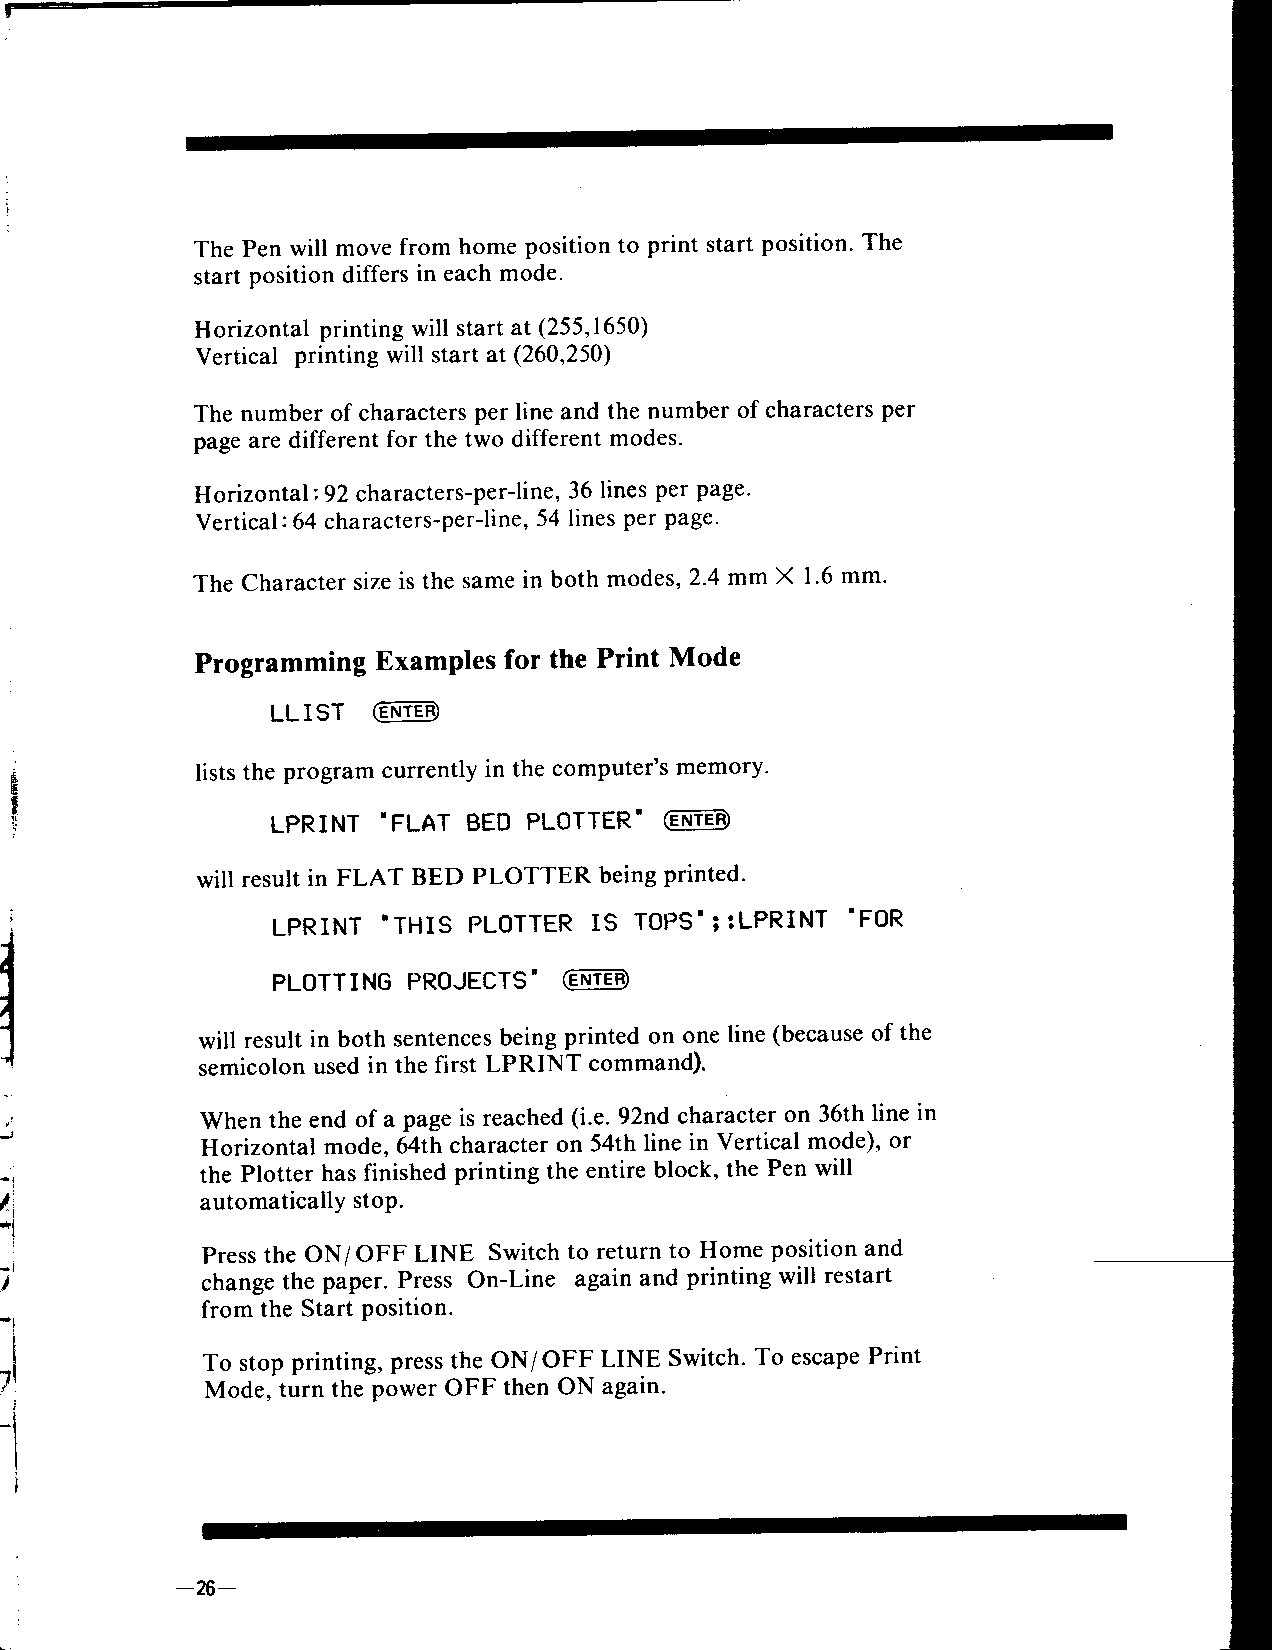 The Pen will move from home position to print start position. The
start position differs in each mode.
Horizontal printing will start at (255,1650)
Vertical printing will start at (260,250)
The number of characters per line and the number of characters per
page are different for the two different modes.
Horizontal: 92 characters-per-line, 36 lines per page.
Vertical: 64 characters-per-line, 54 lines per page.
The Character size is the same in both modes, 2.4 mm X 1.6 mm.
Programming Examples for the Print Mode
LLIST (ENTER)
lists the program currently in the computer's memory.
LPRINT "FLAT BED PLOTTER" (ENTER)
will result in FLAT BED PLOTTER being printed.
LPRINT "THIS PLOTTER IS TOPS";:LPRINT "FOR
PLOTTING PROJECTS" (ENTER)
will result in both sentences being printed on one line (because of the
semicolon used in the first LPRINT command).
When the end of a page is reached (i.e. 92nd character on 36th line in
Horizontal mode, 64th character on 54th line in Vertical mode), or
the Plotter has finished printing the entire block, the Pen will
automatically stop.
Press the ON/OFF LINE Switch to return to Home position and
change the paper. Press On-Line again and printing will restart
from the Start position.
To stop printing, press the ON/OFF LINE Switch. To escape Print
Mode, turn the power OFF then ON again.
—26—